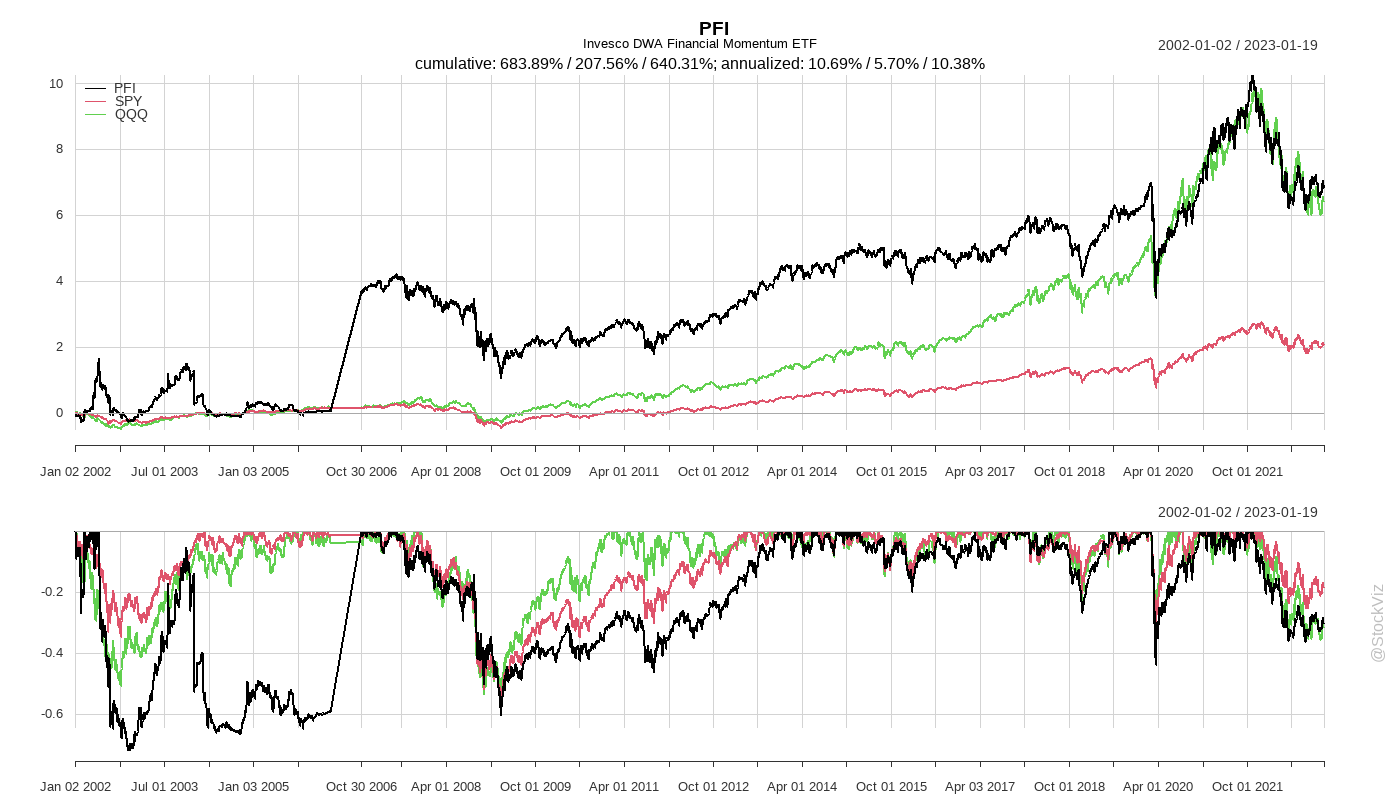 PFI
Invesco DWA Financial Momentum ETF
2002-01-02 / 2023-01-19
cumulative: 683.89% / 207.56% / 640.31%; annualized: 10.69% / 5.70% / 10.38%
PFI
SPY
QQQ
10
8
6
4
2
0
Jan 02 2002 Jul 01 2003 Jan 03 2005 Oct 30 2006 Apr 01 2008 Oct 01 2009 Apr 01 2011 Oct 01 2012 Apr 01 2014 Oct 01 2015 Apr 03 2017 Oct 01 2018 Apr 01 2020 Oct 01 2021
2002-01-02 / 2023-01-19
-0.2
-0.4
-0.6
Jan 02 2002 Jul 01 2003 Jan 03 2005 Oct 30 2006 Apr 01 2008 Oct 01 2009 Apr 01 2011 Oct 01 2012 Apr 01 2014 Oct 01 2015 Apr 03 2017 Oct 01 2018 Apr 01 2020 Oct 01 2021
@StockViz